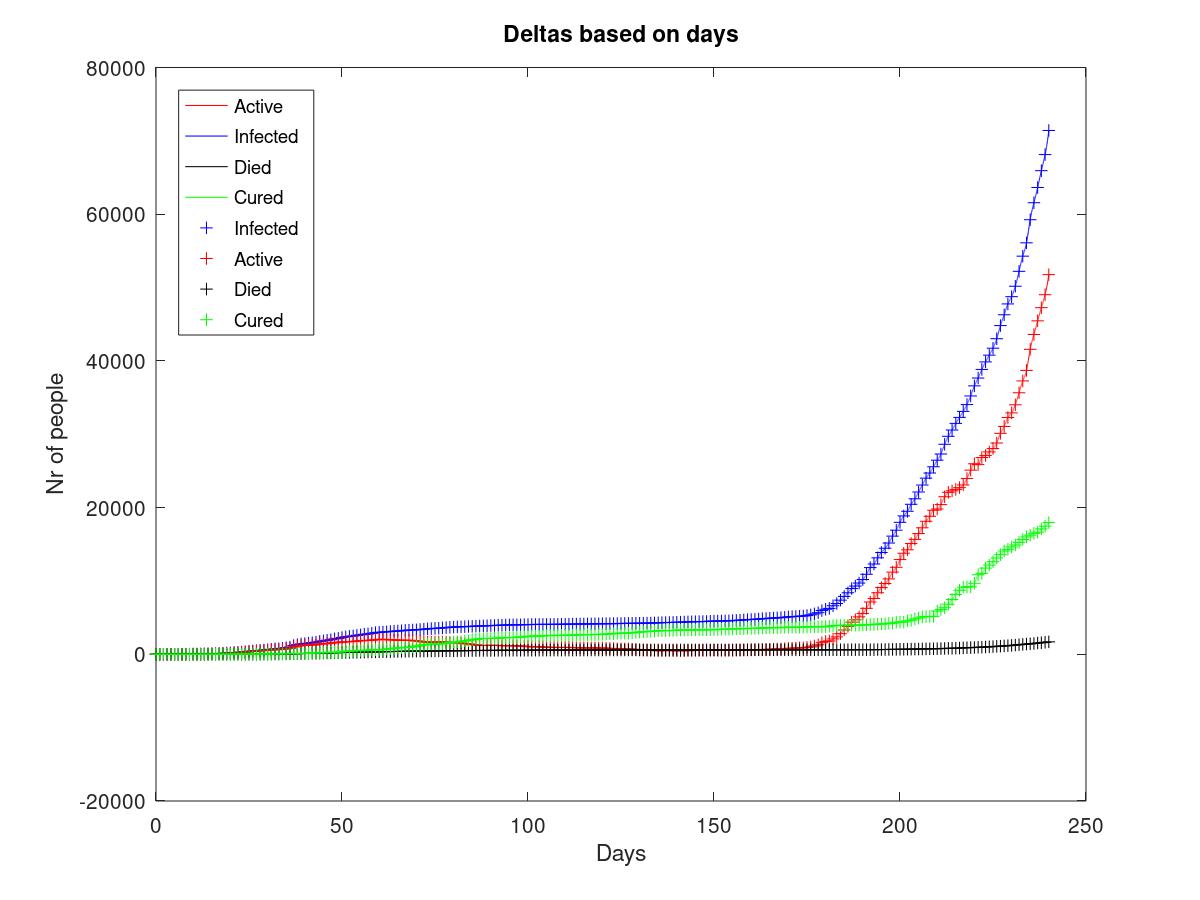 Deltas based on days
80000
60000
40000
20000
0
-20000
Nr of people
Active
Infected
Died
Cured
Infected
Active
Died
Cured
0 50 100 150 200 250
Days